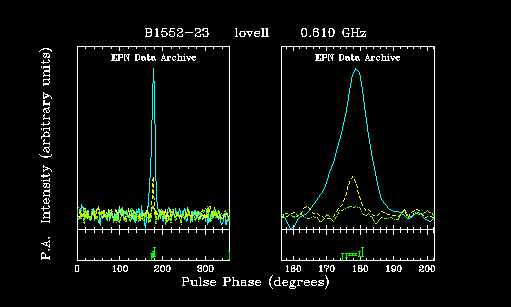 B1552-23 lovell 0.610 GHz
EPN Data Archive EPN Data Archive
P.A. Intensity (arbitrary units)
0 100 200 300 160 170 180 190 200
Pulse Phase (degrees)